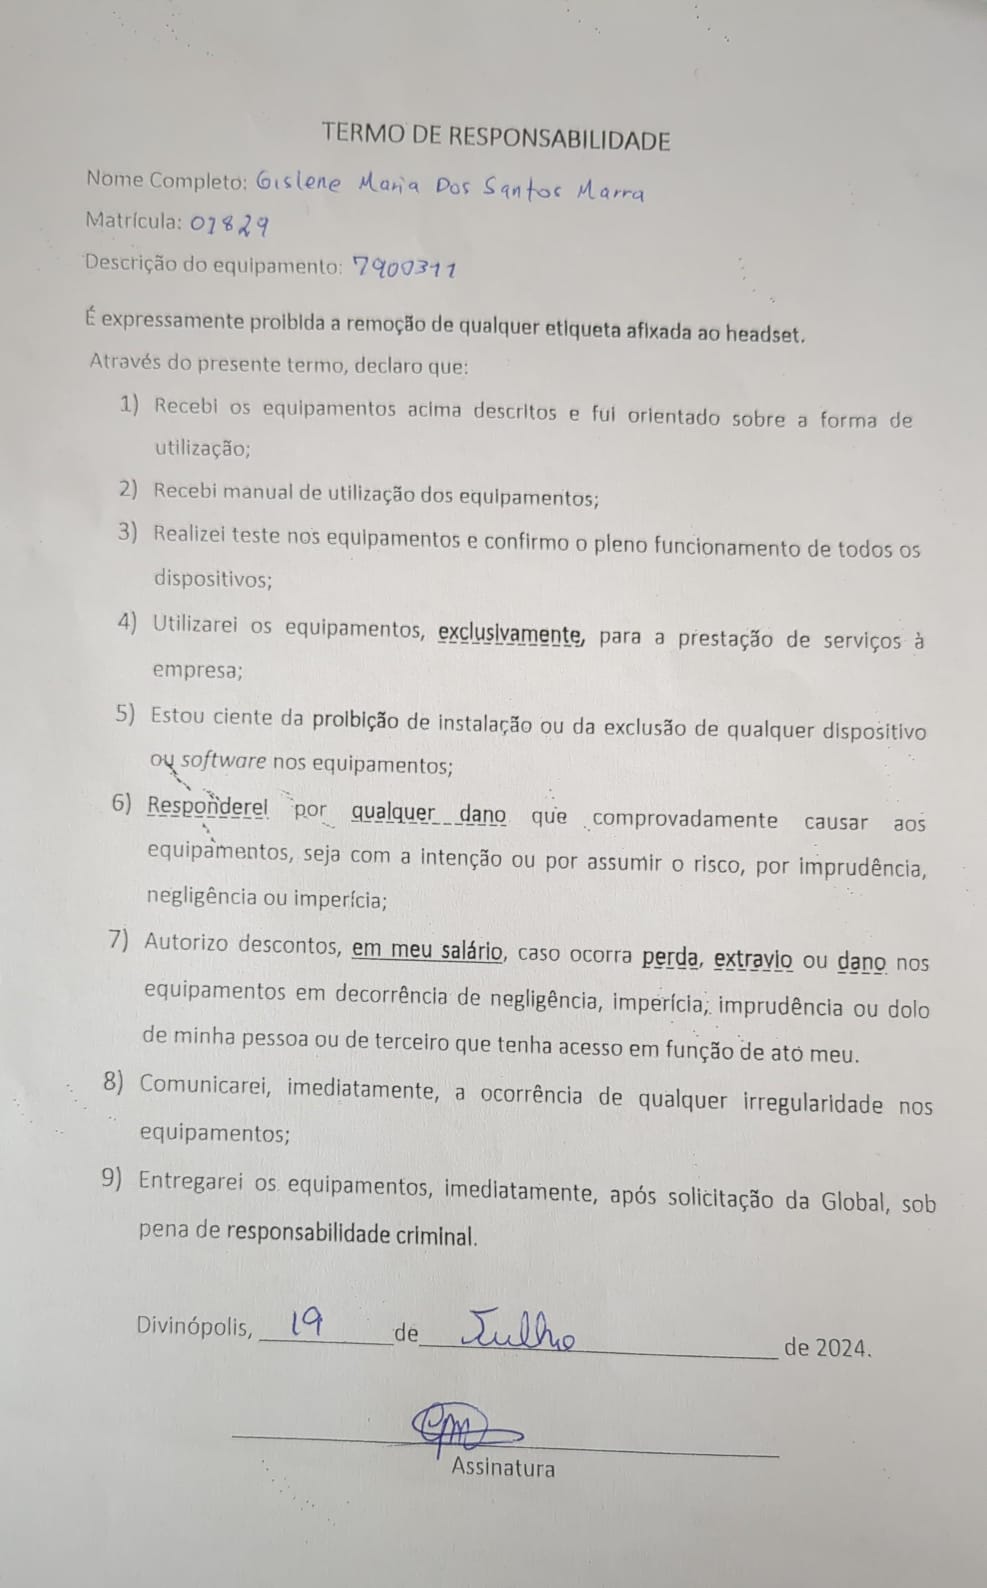 TERMO DE RESPONSABILIDADE
Nome Completo: Gislene Maria Dos Santos Marra
Matrícula: 01829
Descrição do equipamento: 7900311
É expressamente proibida a remoção de qualquer etiqueta afixada ao headset.
Através do presente termo, declaro que:
1) Recebi os equipamentos acima descritos e fui orientado sobre a forma de
utilização;
2) Recebi manual de utilização dos equipamentos;
3) Realizei teste nos equipamentos e confirmo o pleno funcionamento de todos os
dispositivos;
4) Utilizarei os equipamentos, exclusivamente, para a prestação de serviços à
empresa;
5) Estou ciente da proibição de instalação ou da exclusão de qualquer dispositivo
ou software nos equipamentos;
6) Responderei por qualquer dano que comprovadamente causar aos
equipamentos, seja com a intenção ou por assumir o risco, por imprudência,
negligência ou imperícia;
7) Autorizo descontos, em meu salário, caso ocorra perda, extravio ou dano nos
equipamentos em decorrência de negligência, imperícia, imprudência ou dolo
de minha pessoa ou de terceiro que tenha acesso em função de ato meu.
8) Comunicarei, imediatamente, a ocorrência de qualquer irregularidade nos
equipamentos;
9) Entregarei os equipamentos, imediatamente, após solicitação da Global, sob
pena de responsabilidade criminal.
Divinópolis, 19 de Julho de 2024.
Assinatura